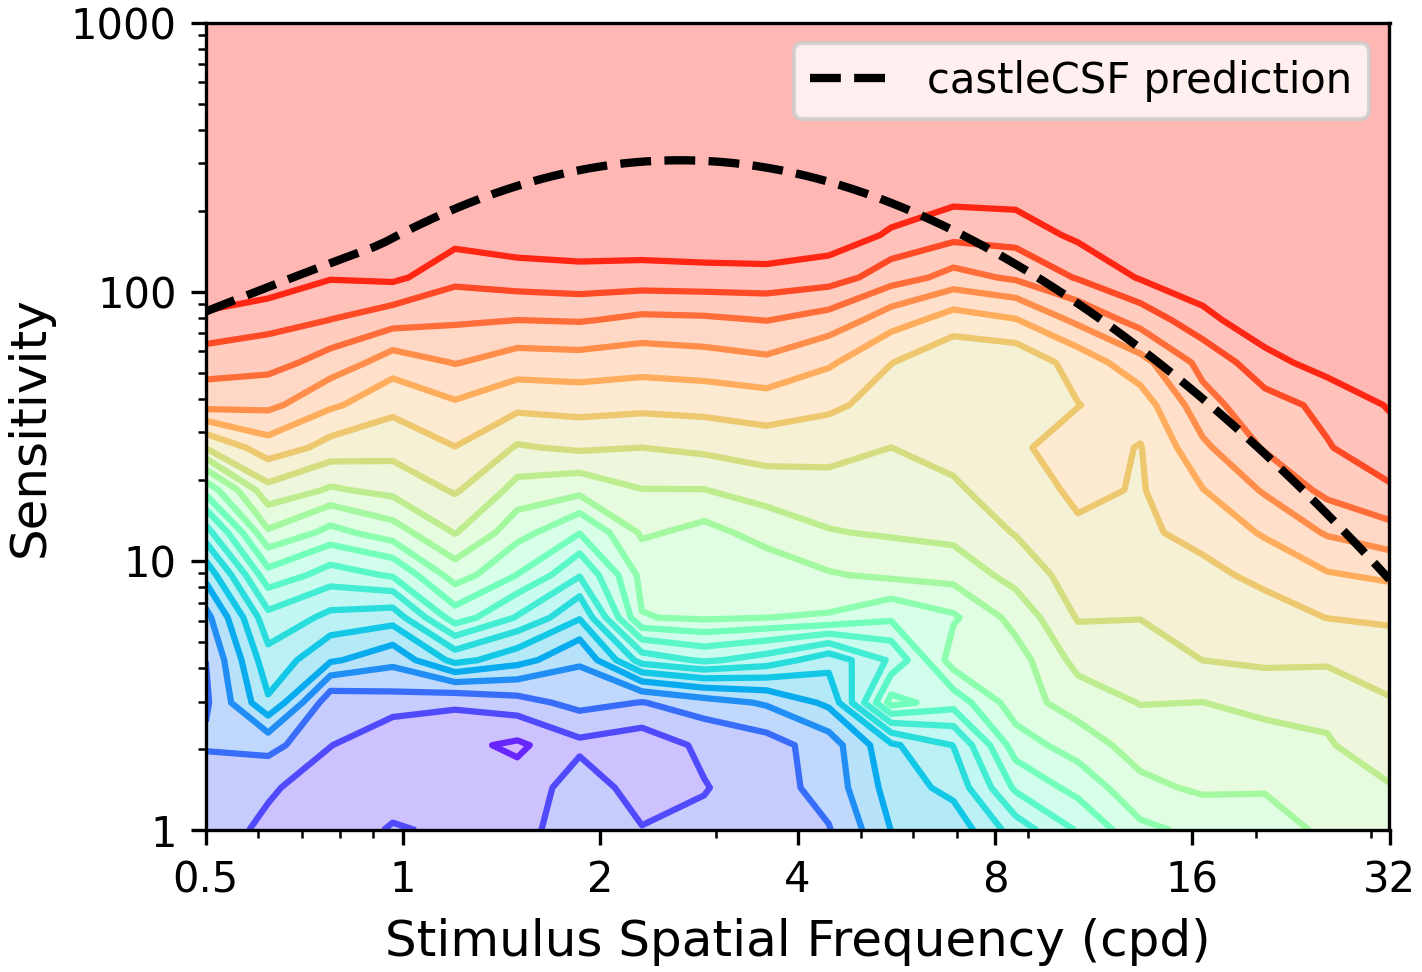 1000
castleCSF prediction
100
Sensitivity
10
1
0.5 1 2 4 8 16 32
Stimulus Spatial Frequency (cpd)